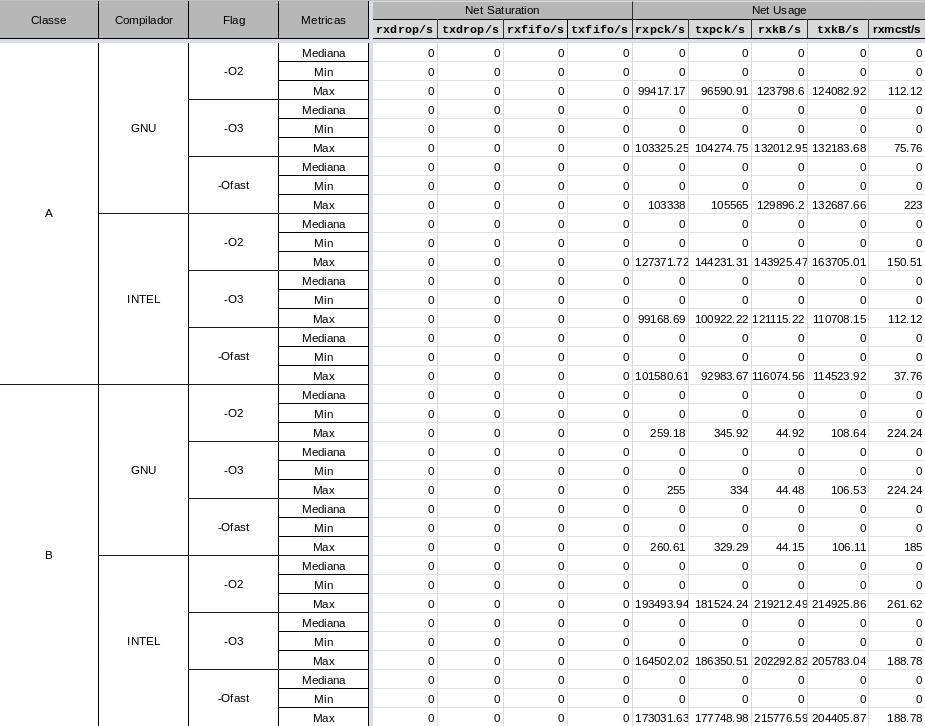 Classe Compilador Flag Metricas Net Saturation Net Usage
rxdrop/s txdrop/s rxfifo/s txfifo/s rxpck/s txpck/s rxkB/s txkB/s rxmcst/s
Mediana 0 0 0 0 0 0 0 0 0
-O2 Min 0 0 0 0 0 0 0 0 0
Max 0 0 0 0 99417.17 96590.91 123798.6 124082.92 112.12
Mediana 0 0 0 0 0 0 0 0 0
GNU -O3 Min 0 0 0 0 0 0 0 0 0
Max 0 0 0 0 103325.25 104274.75 132012.95 132183.68 75.76
Mediana 0 0 0 0 0 0 0 0 0
-Ofast Min 0 0 0 0 0 0 0 0 0
A Max 0 0 0 0 103338 105565 129896.2 132687.66 223
Mediana 0 0 0 0 0 0 0 0 0
-O2 Min 0 0 0 0 0 0 0 0 0
Max 0 0 0 0 127371.72 144231.31 143925.47 163705.01 150.51
Mediana 0 0 0 0 0 0 0 0 0
INTEL -O3 Min 0 0 0 0 0 0 0 0 0
Max 0 0 0 0 99168.69 100922.22 121115.22 110708.15 112.12
Mediana 0 0 0 0 0 0 0 0 0
-Ofast Min 0 0 0 0 0 0 0 0 0
Max 0 0 0 0 101580.61 92983.67 116074.56 114523.92 37.76
Mediana 0 0 0 0 0 0 0 0 0
-O2 Min 0 0 0 0 0 0 0 0 0
Max 0 0 0 0 259.18 345.92 44.92 108.64 224.24
Mediana 0 0 0 0 0 0 0 0 0
GNU -O3 Min 0 0 0 0 0 0 0 0 0
Max 0 0 0 0 255 334 44.48 106.53 224.24
Mediana 0 0 0 0 0 0 0 0 0
-Ofast Min 0 0 0 0 0 0 0 0 0
B Max 0 0 0 0 260.61 329.29 44.15 106.11 185
Mediana 0 0 0 0 0 0 0 0 0
-O2 Min 0 0 0 0 0 0 0 0 0
Max 0 0 0 0 193493.94 181524.24 219212.49 214925.86 261.62
Mediana 0 0 0 0 0 0 0 0 0
INTEL -O3 Min 0 0 0 0 0 0 0 0 0
Max 0 0 0 0 164502.02 186350.51 202292.82 205783.04 188.78
Mediana 0 0 0 0 0 0 0 0 0
-Ofast Min 0 0 0 0 0 0 0 0 0
Max 0 0 0 0 173031.63 177748.98 215776.59 204405.87 188.78